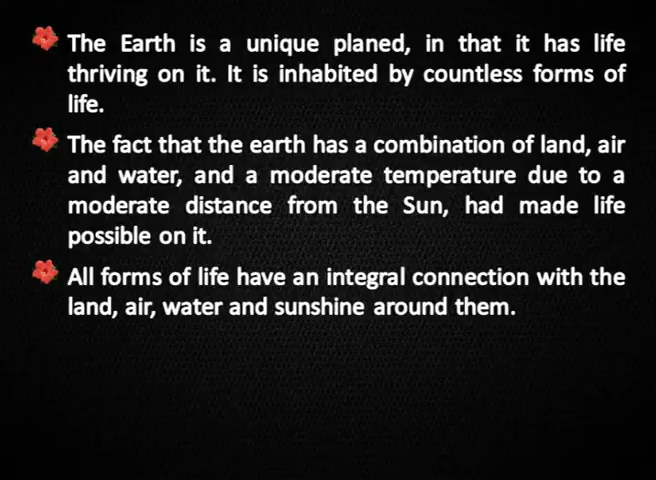 The Earth is a unique planed, in that it has life
thriving on it. It is inhabited by countless forms of
life.
The fact that the earth has a combination of land, air
and water, and a moderate temperature due to a
moderate distance from the Sun, had made life
possible on it.
All forms of life have an integral connection with the
land, air, water and sunshine around them.